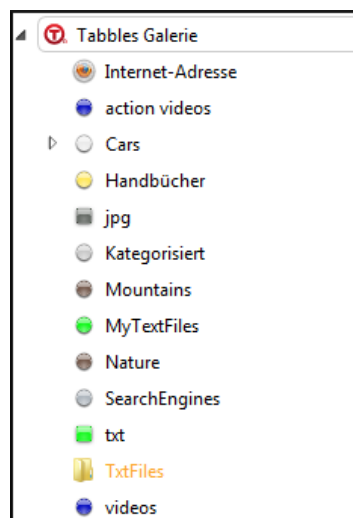 Tabbles Galerie
Internet-Adresse
action videos
Cars
Handbücher
jpg
Kategorisiert
Mountains
MyTextFiles
Nature
SearchEngines
txt
TxtFiles
videos